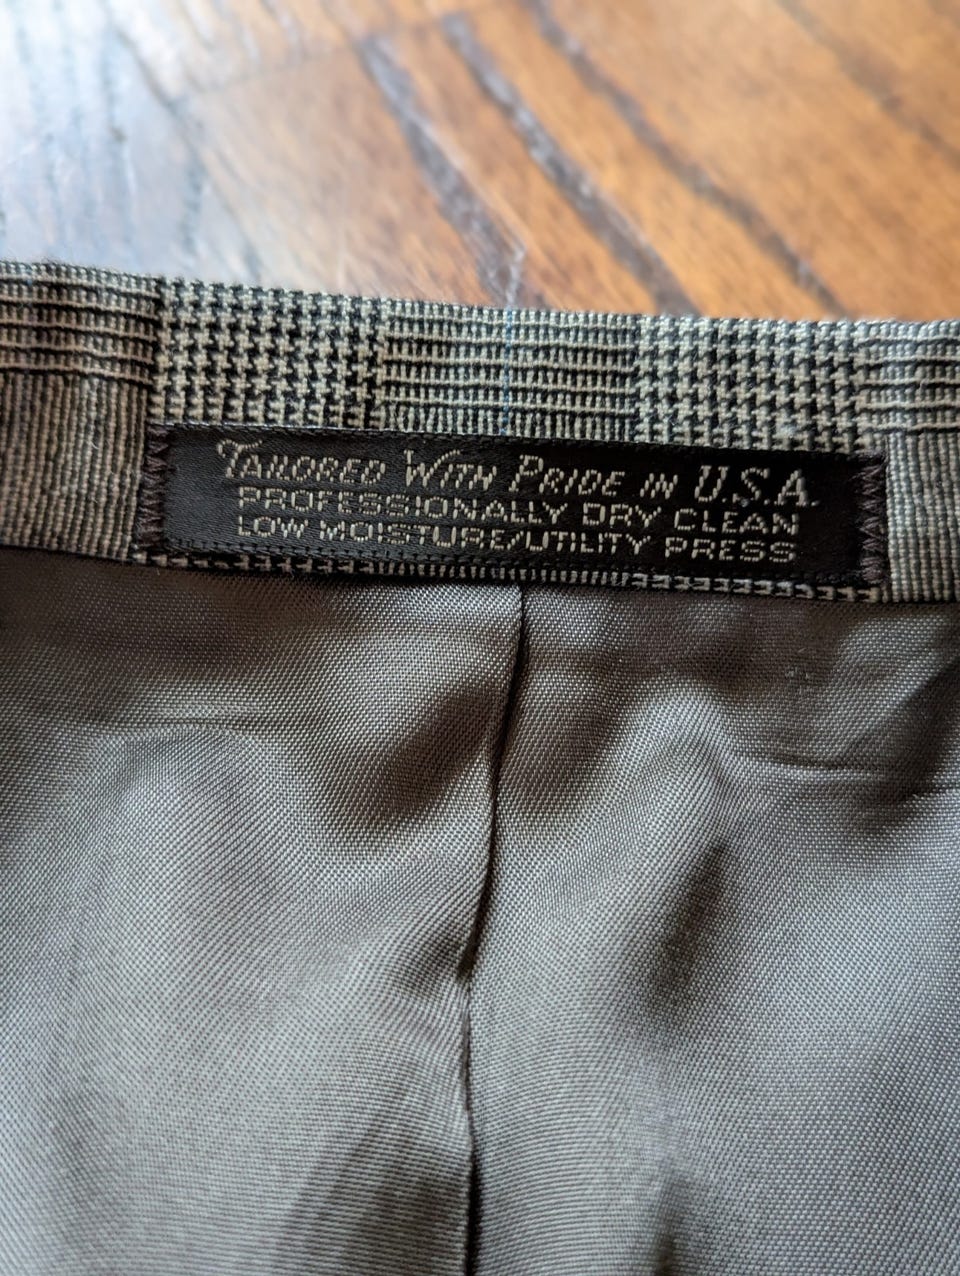 TAILORED WITH PRIDE IN U.S.A.
PROFESSIONALLY DRY CLEAN
LOW MOISTURE/UTILITY PRESS